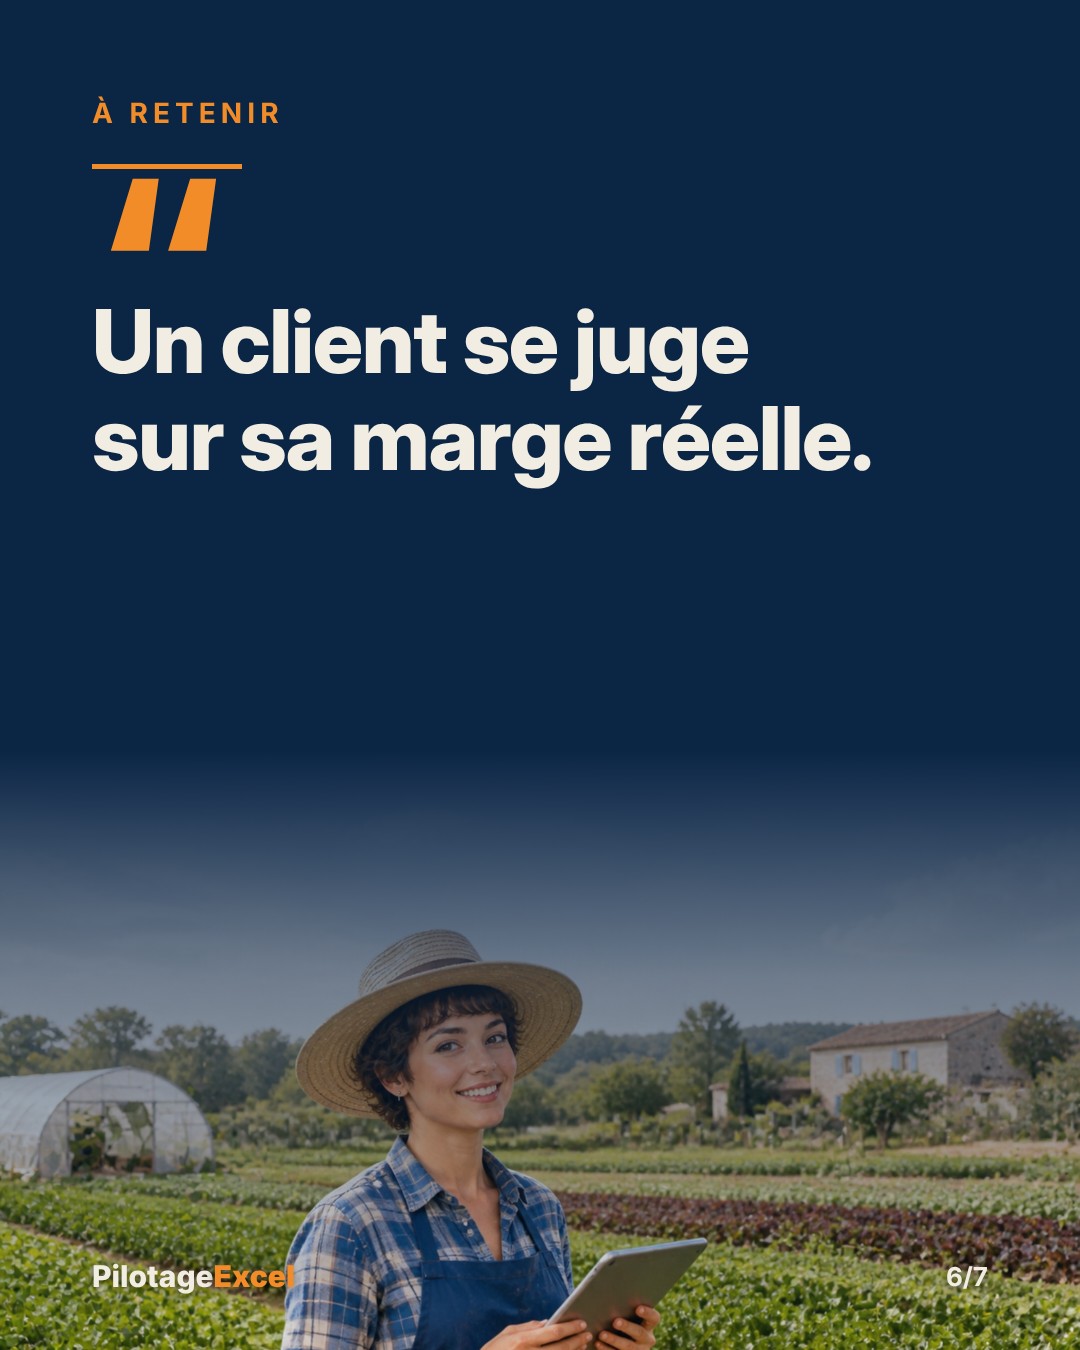 À RETENIR
"
Un client se juge
sur sa marge réelle.
PilotageExcel
6/7